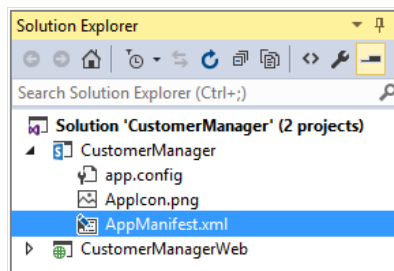 Solution Explorer
Search Solution Explorer (Ctrl+;)
Solution 'CustomerManager' (2 projects)
CustomerManager
app.config
AppIcon.png
AppManifest.xml
CustomerManagerWeb